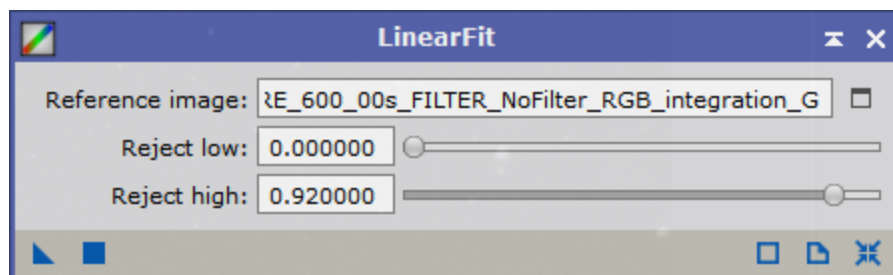 LinearFit
Reference image: RE_600_00s_FILTER_NoFilter_RGB_integration_G
Reject low: 0.000000
Reject high: 0.920000